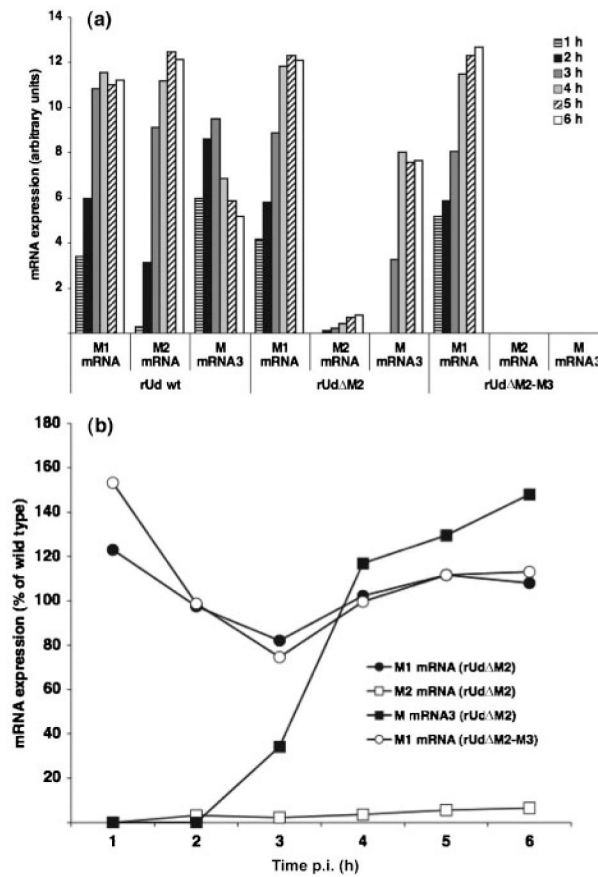 (a)
14
12
10
8
6
4
2
mRNA expression (arbitrary units)
1 h
2 h
3 h
4 h
5 h
6 h
M1 mRNA
M2 mRNA
M mRNA3
M1 mRNA
M2 mRNA
M mRNA3
M1 mRNA
M2 mRNA
M mRNA3
rUd wt
rUdΔM2
rUdΔM2-M3
(b)
180
160
140
120
100
80
60
40
20
mRNA expression (% of wild type)
M1 mRNA (rUdΔM2)
M2 mRNA (rUdΔM2)
M mRNA3 (rUdΔM2)
M1 mRNA (rUdΔM2-M3)
1 2 3 4 5 6
Time p.i. (h)